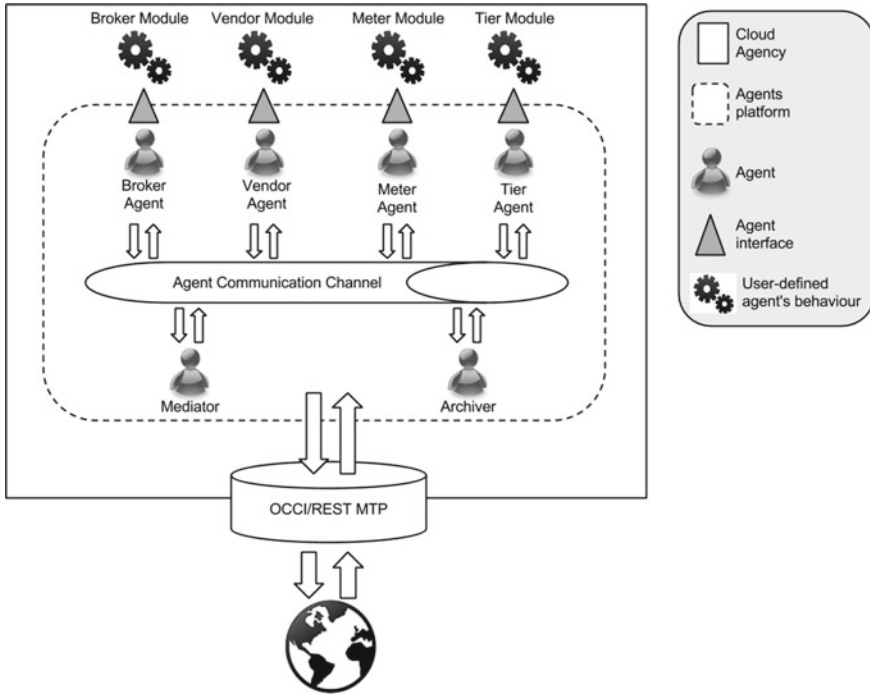 Broker Module
Vendor Module
Meter Module
Tier Module
Broker
Agent
Vendor
Agent
Meter
Agent
Tier
Agent
Agent Communication Channel
Mediator
Archiver
OCCI/REST MTP
Cloud
Agency
Agents
platform
Agent
Agent
interface
User-defined
agent's behaviour